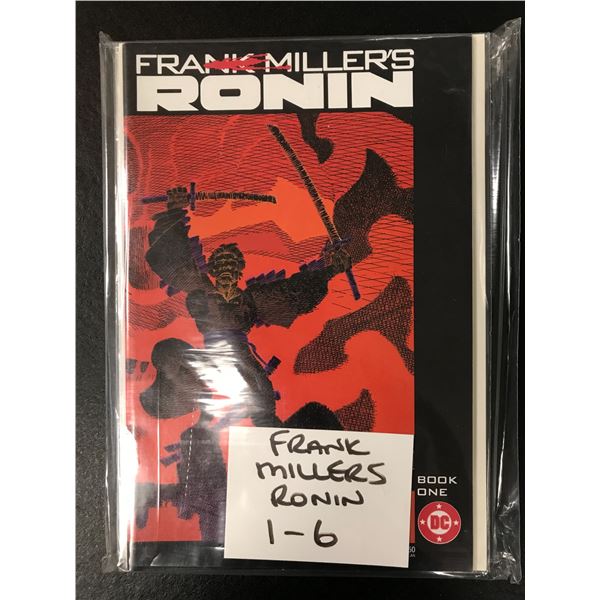 FRANK MILLER'S
RONIN
FRANK
MILLERS
RONIN
1-6
BOOK
ONE
DC